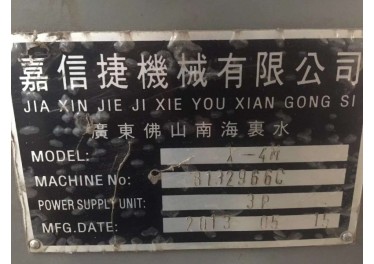 嘉信捷機械有限公司
JIA XIN JIE JI XIE YOU XIAN GONG SI
廣東佛山南海裏水
MODEL:
MACHINE No: 8132966C
POWER SUPPLY UNIT: 3P
MFG.DATE: 2013 05